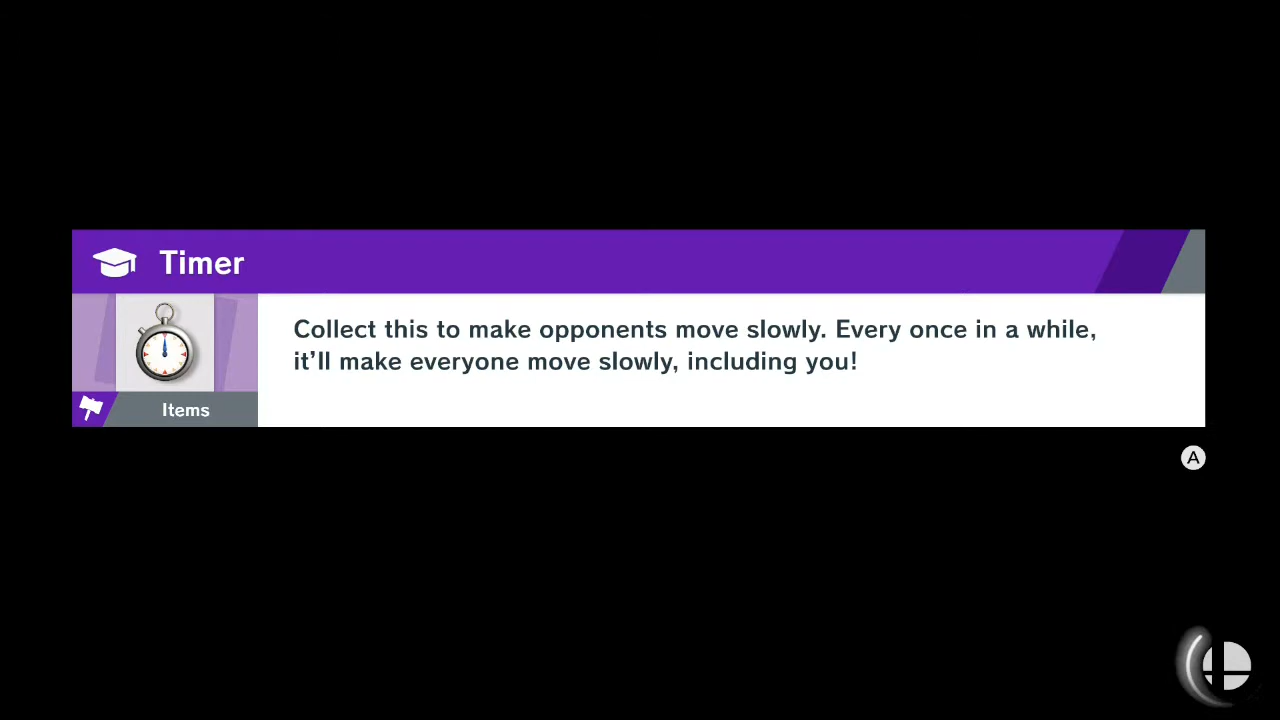 Timer
Collect this to make opponents move slowly. Every once in a while,
it'll make everyone move slowly, including you!
Items
A